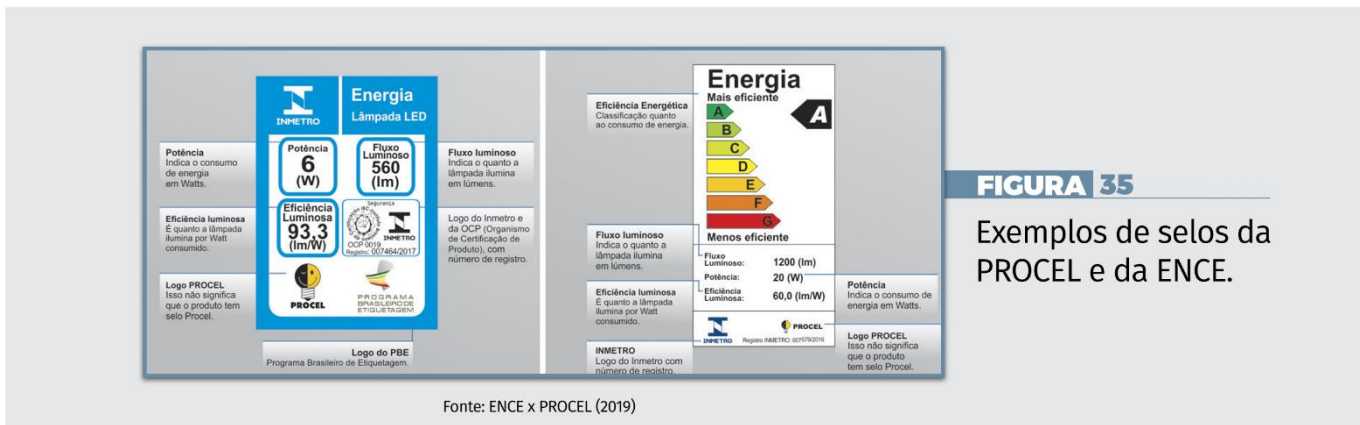 INMETRO
Energia
Lâmpada LED
Potência
6
(W)
Fluxo
Luminoso
560
(lm)
Eficiência
Luminosa
93,3
(lm/W)
Segurança
INMETRO
OCP 0019
Registro: 007464/2017
PROCEL
PROGRAMA
BRASILEIRO DE
ETIQUETAGEM
Potência
Indica o consumo
de energia
em Watts.
Eficiência luminosa
É quanto a lâmpada
ilumina por Watt
consumido.
Logo PROCEL
Isso não significa
que o produto tem
selo Procel.
Fluxo luminoso
Indica o quanto a
lâmpada ilumina
em lúmens.
Logo do Inmetro e
da OCP (Organismo
de Certificação de
Produto), com
número de registro.
Logo do PBE
Programa Brasileiro de Etiquetagem.
Energia
Mais eficiente
A
A
B
C
D
E
F
G
Menos eficiente
Fluxo
Luminoso: 1200 (lm)
Potência: 20 (W)
Eficiência
Luminosa: 60,0 (lm/W)
INMETRO
PROCEL
Registro INMETRO: 007579/2016
Eficiência Energética
Classificação quanto
ao consumo de energia.
Fluxo luminoso
Indica o quanto a
lâmpada ilumina
em lúmens.
Eficiência luminosa
É quanto a lâmpada
ilumina por Watt
consumido.
INMETRO
Logo do Inmetro com
número de registro.
Potência
Indica o consumo de
energia em Watts.
Logo PROCEL
Isso não significa
que o produto
tem selo Procel.
FIGURA 35
Exemplos de selos da
PROCEL e da ENCE.
Fonte: ENCE x PROCEL (2019)